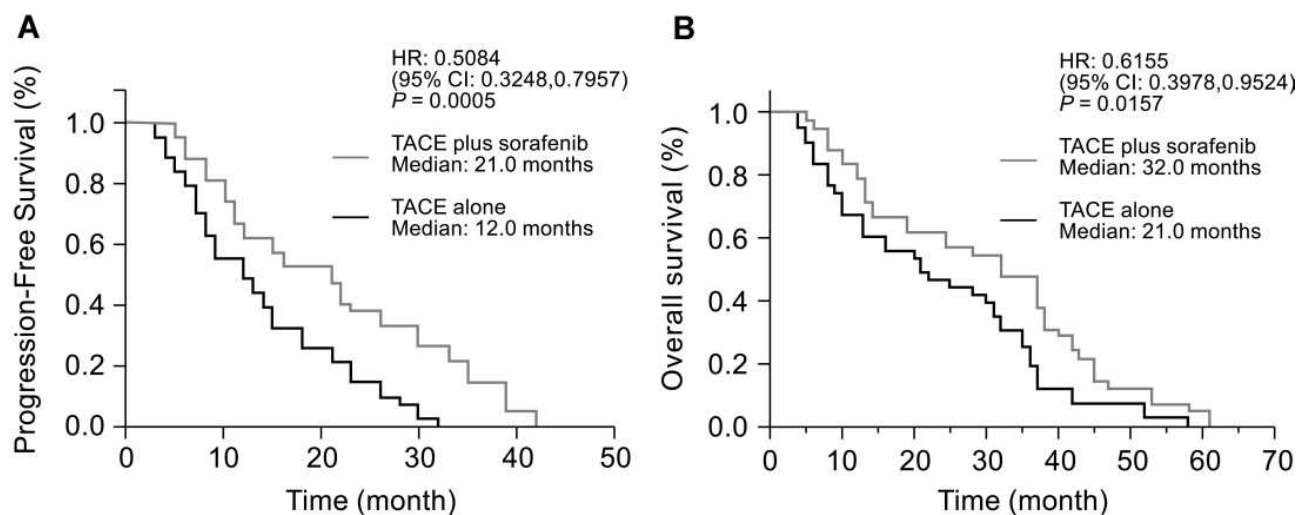 A
HR: 0.5084
(95% CI: 0.3248,0.7957)
P = 0.0005
TACE plus sorafenib
Median: 21.0 months
TACE alone
Median: 12.0 months
Progression-Free Survival (%)
1.0
0.8
0.6
0.4
0.2
0.0
0 10 20 30 40 50
Time (month)
B
HR: 0.6155
(95% CI: 0.3978,0.9524)
P = 0.0157
TACE plus sorafenib
Median: 32.0 months
TACE alone
Median: 21.0 months
Overall survival (%)
1.0
0.8
0.6
0.4
0.2
0.0
0 10 20 30 40 50 60 70
Time (month)